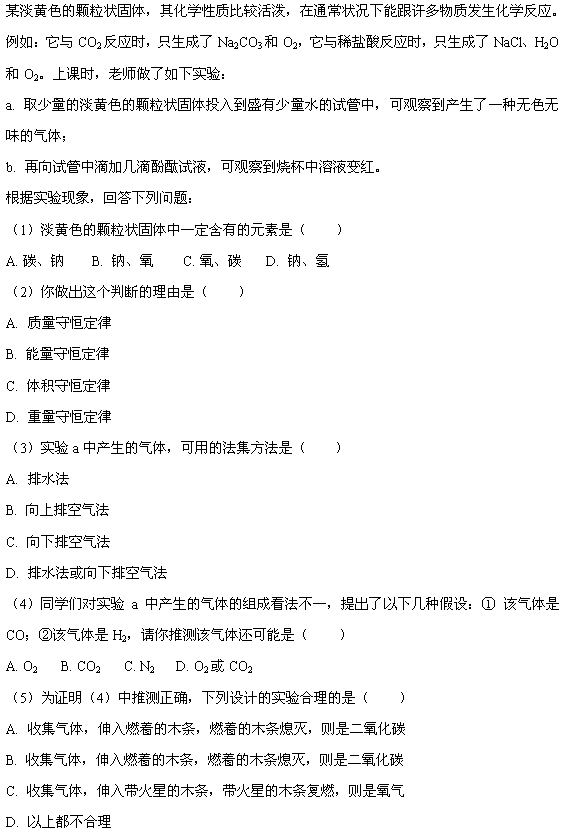 某淡黄色的颗粒状固体，其化学性质比较活泼，在通常状况下能跟许多物质发生化学反应。
例如：它与 CO₂反应时，只生成了 Na₂CO₃和 O₂，它与稀盐酸反应时，只生成了 NaCl、H₂O
和 O₂。上课时，老师做了如下实验：
a. 取少量的淡黄色的颗粒状固体投入到盛有少量水的试管中，可观察到产生了一种无色无
味的气体；
b. 再向试管中滴加几滴酚酞试液，可观察到烧杯中溶液变红。
根据实验现象，回答下列问题：
（1）淡黄色的颗粒状固体中一定含有的元素是（　　）
A. 碳、钠　　B. 钠、氧　　C. 氧、碳　　D. 钠、氢
（2）你做出这个判断的理由是（　　）
A. 质量守恒定律
B. 能量守恒定律
C. 体积守恒定律
D. 重量守恒定律
（3）实验 a 中产生的气体，可用的法集方法是（　　）
A. 排水法
B. 向上排空气法
C. 向下排空气法
D. 排水法或向下排空气法
（4）同学们对实验 a 中产生的气体的组成看法不一，提出了以下几种假设：① 该气体是
CO；②该气体是 H₂，请你推测该气体还可能是（　　）
A. O₂　　B. CO₂　　C. N₂　　D. O₂或 CO₂
（5）为证明（4）中推测正确，下列设计的实验合理的是（　　）
A. 收集气体，伸入燃着的木条，燃着的木条熄灭，则是二氧化碳
B. 收集气体，伸入燃着的木条，燃着的木条熄灭，则是二氧化碳
C. 收集气体，伸入带火星的木条，带火星的木条复燃，则是氧气
D. 以上都不合理